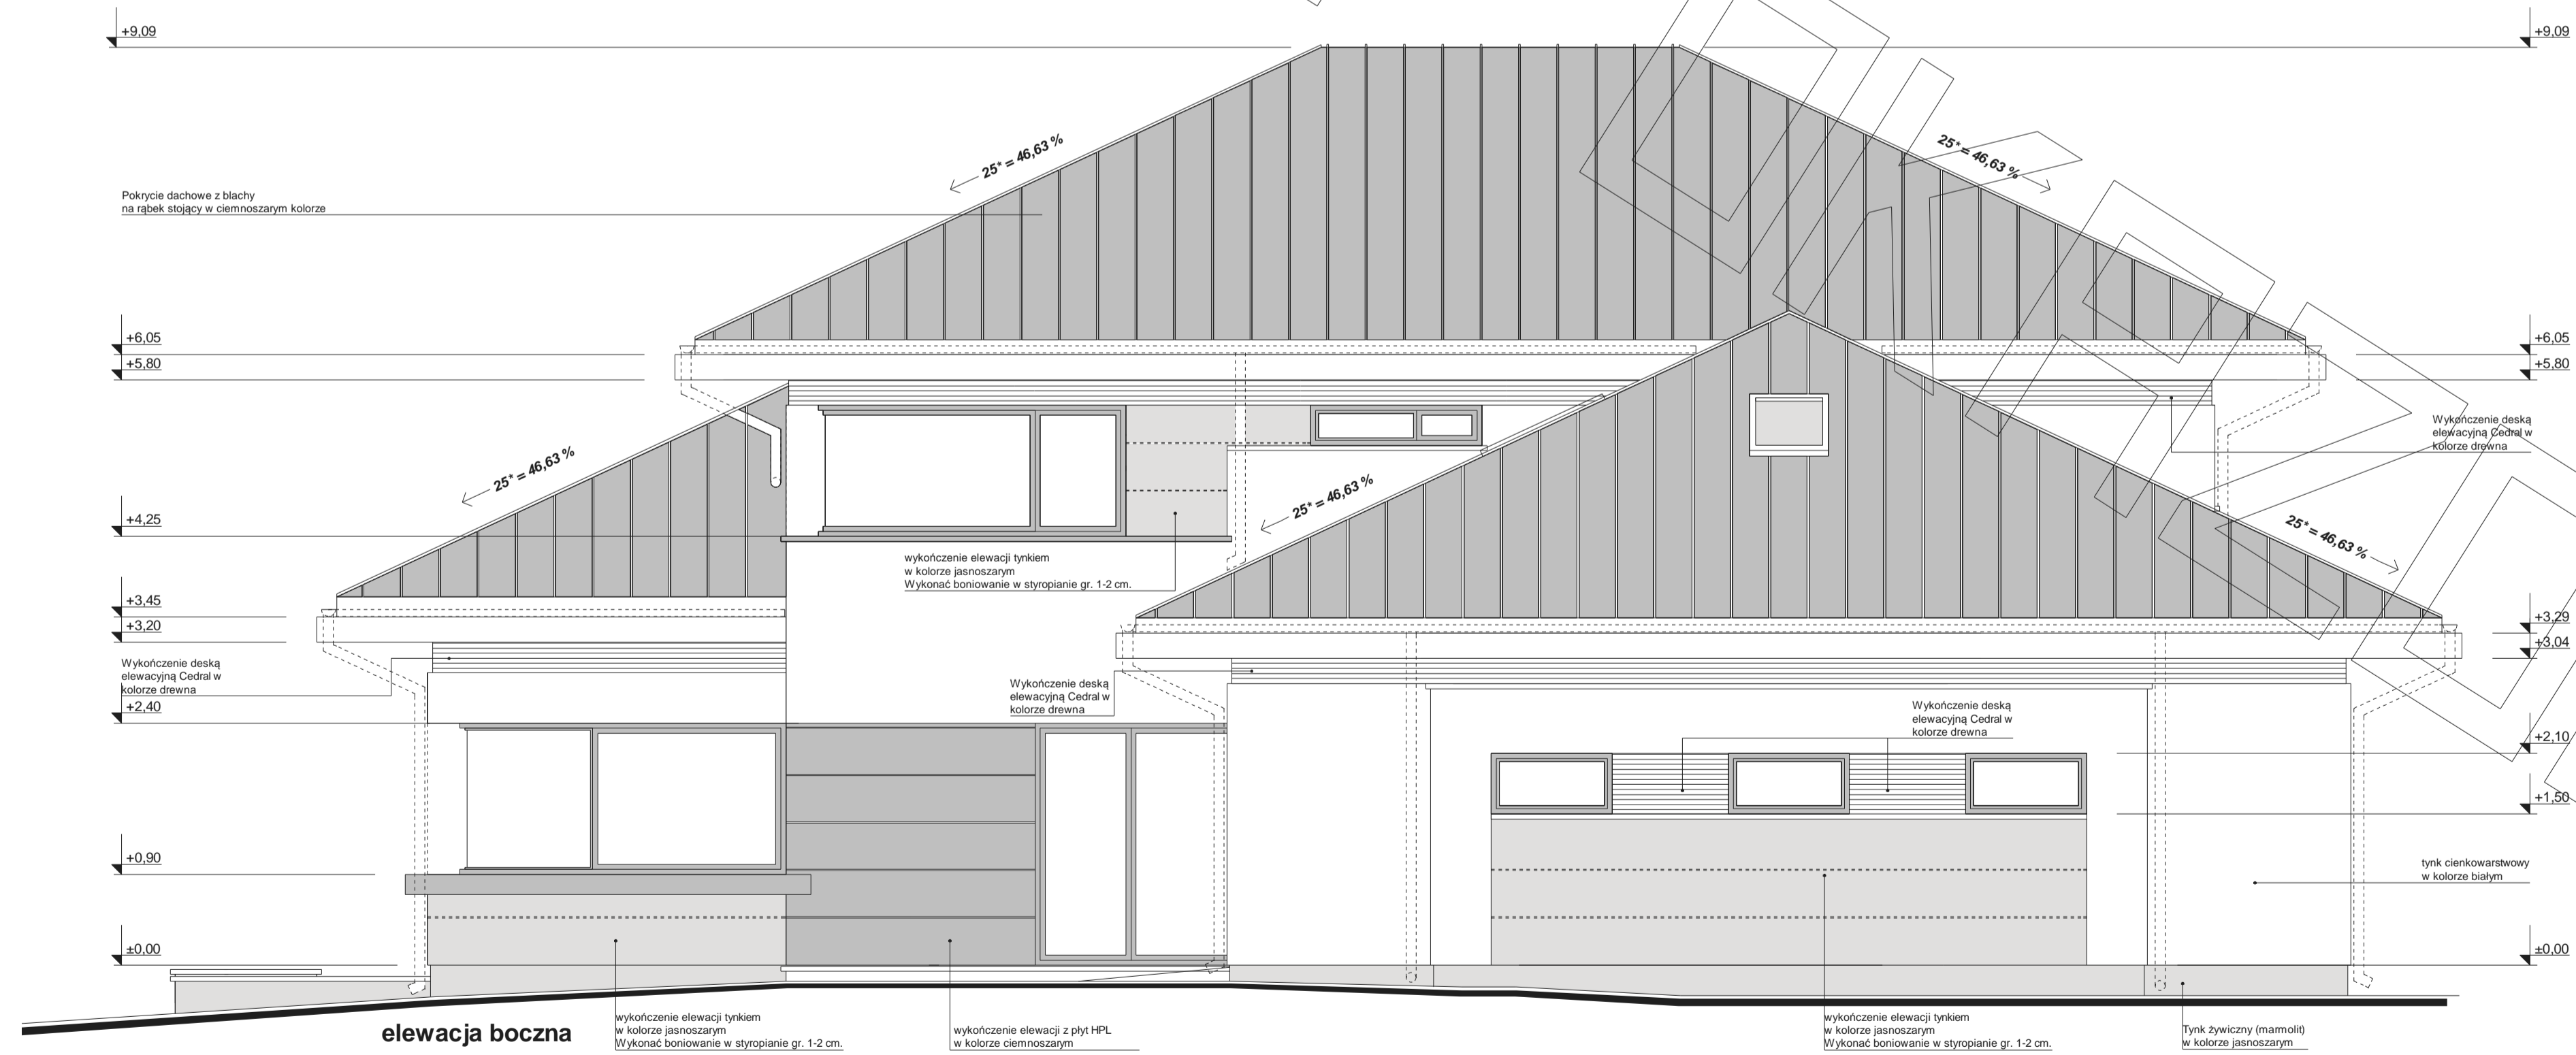 +9,09
+9,09
25* = 46,63 %
25* = 46,63 %
Pokrycie dachowe z blachy
na rąbek stojący w ciemnoszarym kolorze
+6,05
+6,05
+5,80
+5,80
Wykończenie deską
elewacyjną Cedral w
kolorze drewna
25* = 46,63 %
25* = 46,63 %
+4,25
25* = 46,63 %
wykończenie elewacji tynkiem
w kolorze jasnoszarym
Wykonać boniowanie w styropianie gr. 1-2 cm.
+3,45
+3,29
+3,20
+3,04
Wykończenie deską
elewacyjną Cedral w
kolorze drewna
Wykończenie deską
elewacyjną Cedral w
kolorze drewna
+2,40
Wykończenie deską
elewacyjną Cedral w
kolorze drewna
+2,10
+1,50
+0,90
tynk cienkowarstwowy
w kolorze białym
±0,00
±0,00
elewacja boczna
wykończenie elewacji tynkiem
w kolorze jasnoszarym
Wykonać boniowanie w styropianie gr. 1-2 cm.
wykończenie elewacji z płyt HPL
w kolorze ciemnoszarym
wykończenie elewacji tynkiem
w kolorze jasnoszarym
Wykonać boniowanie w styropianie gr. 1-2 cm.
Tynk żywiczny (marmolit)
w kolorze jasnoszarym